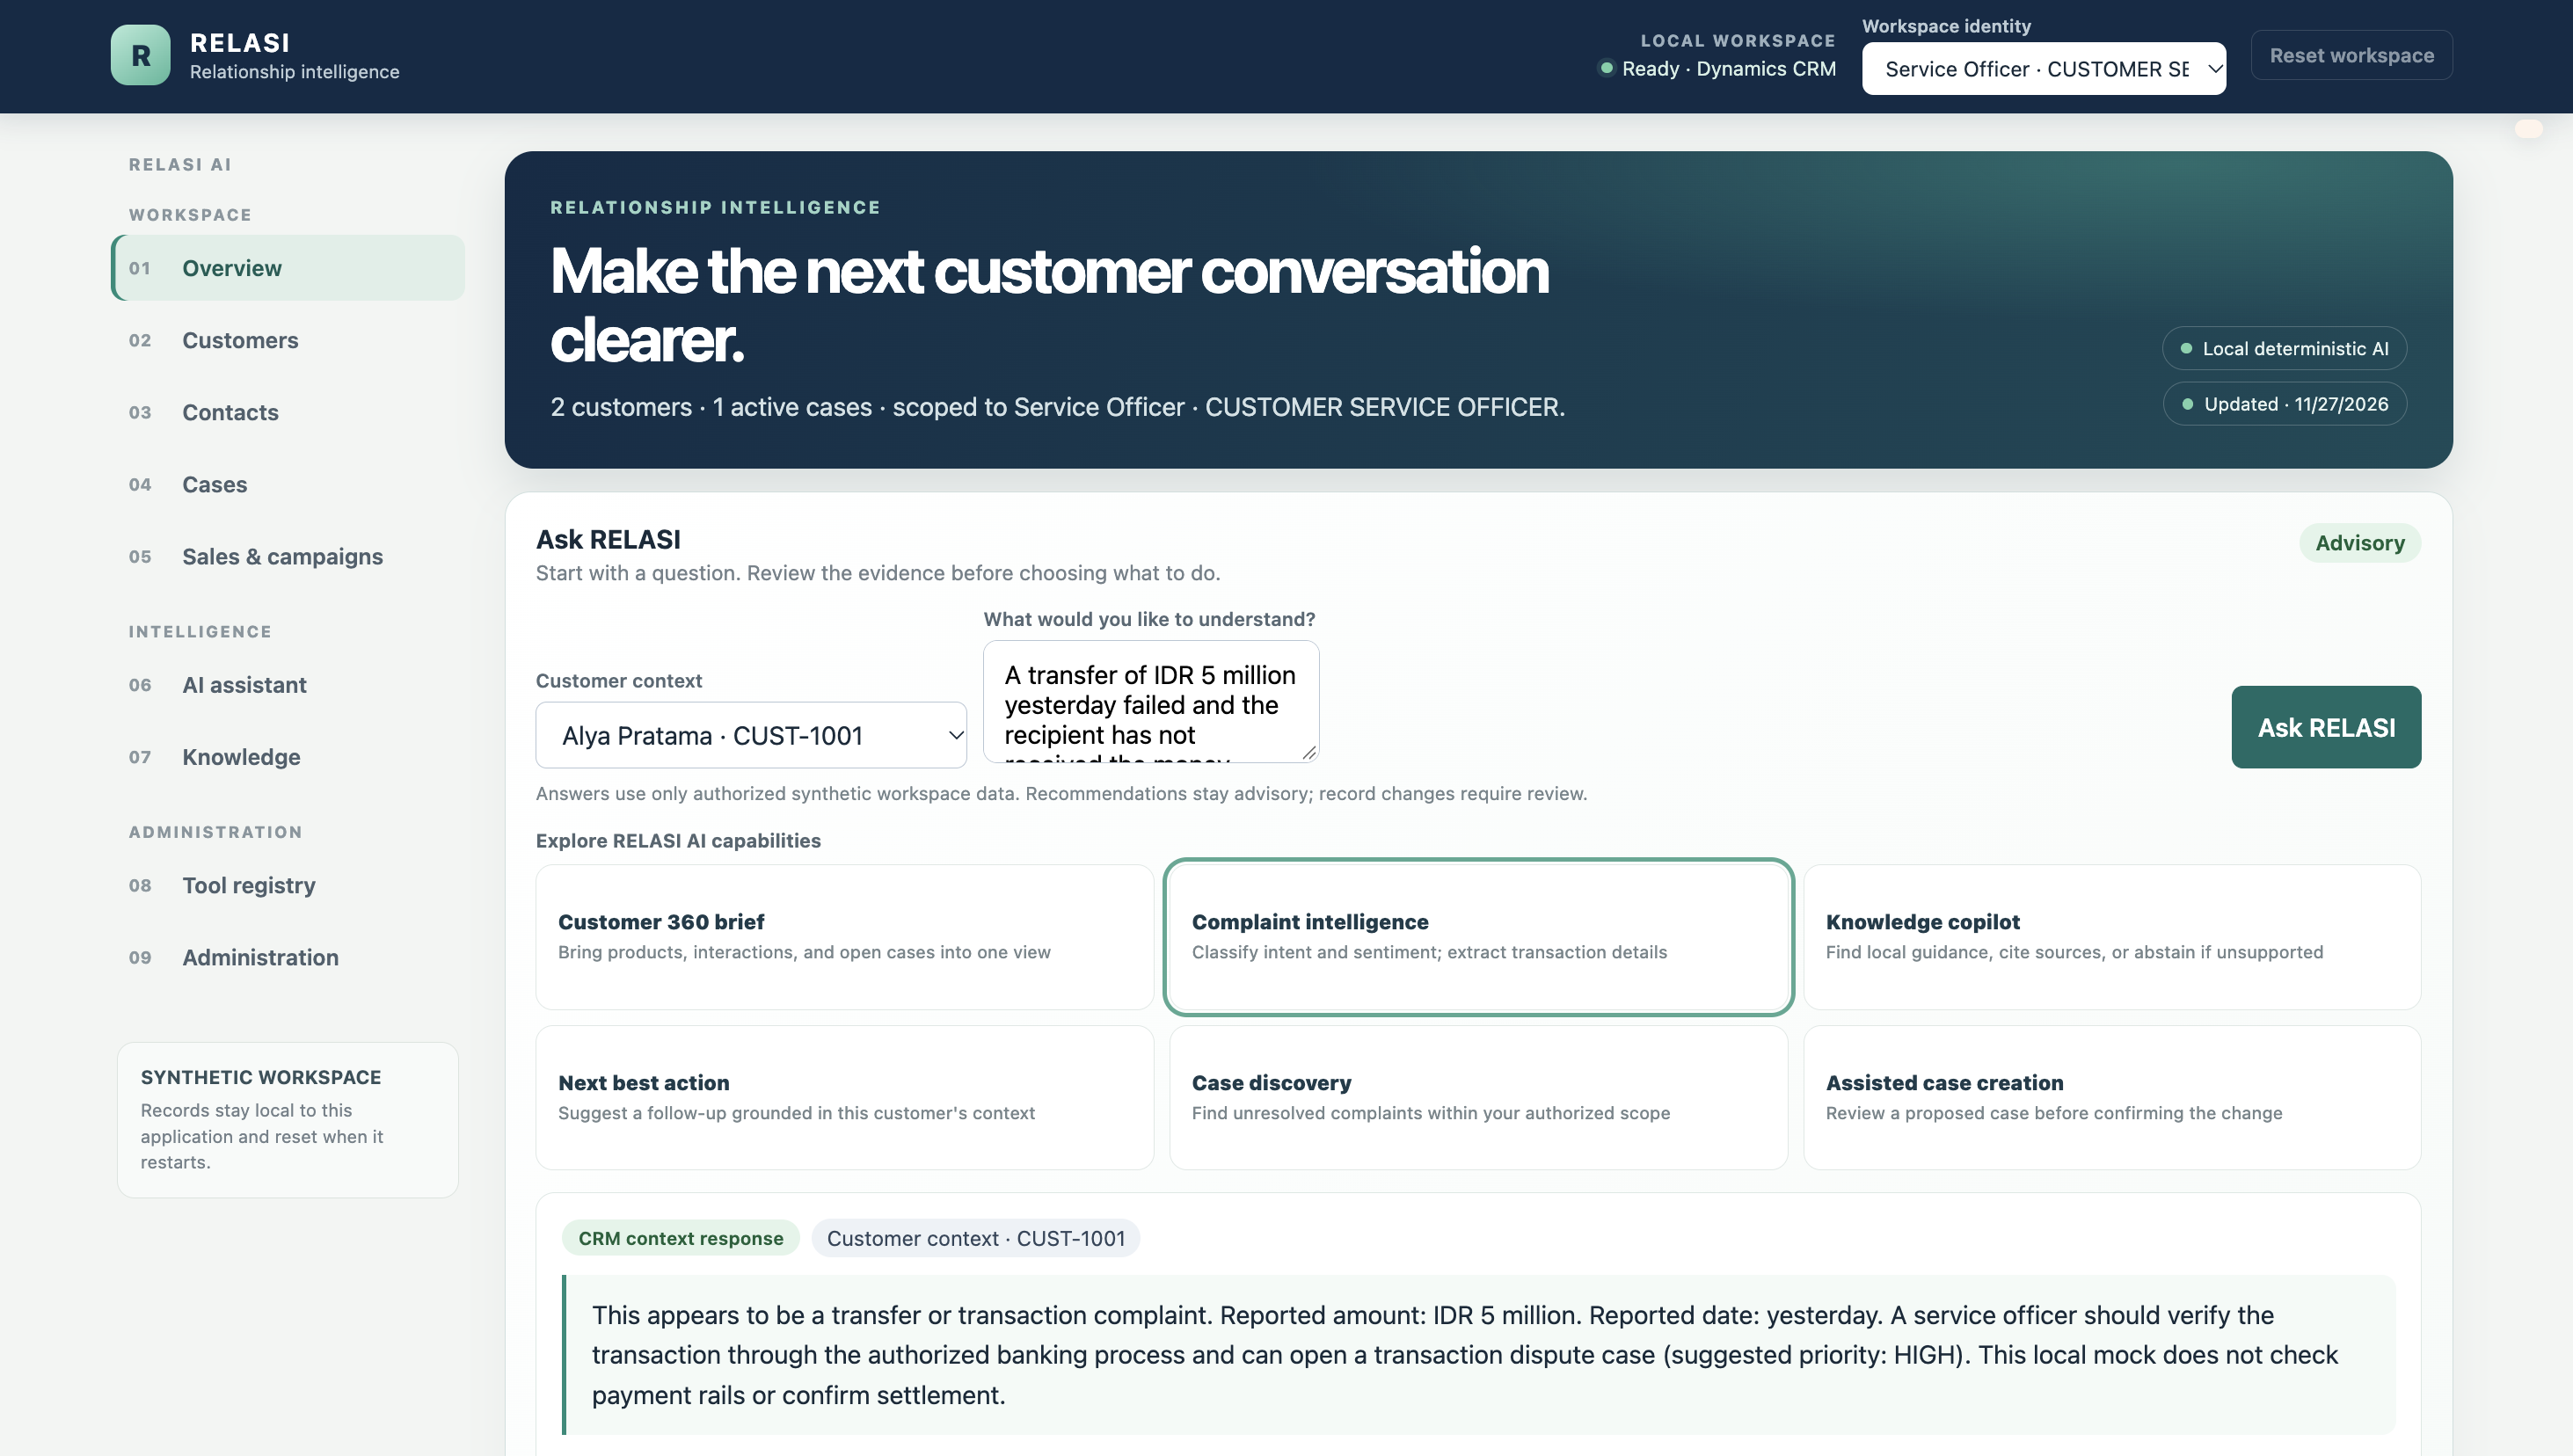 R
RELASI
Relationship intelligence
LOCAL WORKSPACE
Ready · Dynamics CRM
Workspace identity
Service Officer · CUSTOMER SE
Reset workspace
RELASI AI
WORKSPACE
01 Overview
02 Customers
03 Contacts
04 Cases
05 Sales & campaigns
INTELLIGENCE
06 AI assistant
07 Knowledge
ADMINISTRATION
08 Tool registry
09 Administration
SYNTHETIC WORKSPACE
Records stay local to this
application and reset when it
restarts.
RELATIONSHIP INTELLIGENCE
Make the next customer conversation
clearer.
2 customers · 1 active cases · scoped to Service Officer · CUSTOMER SERVICE OFFICER.
Local deterministic AI
Updated · 11/27/2026
Ask RELASI
Start with a question. Review the evidence before choosing what to do.
Advisory
Customer context
Alya Pratama · CUST-1001
What would you like to understand?
A transfer of IDR 5 million
yesterday failed and the
recipient has not
received the money
Ask RELASI
Answers use only authorized synthetic workspace data. Recommendations stay advisory; record changes require review.
Explore RELASI AI capabilities
Customer 360 brief
Bring products, interactions, and open cases into one view
Complaint intelligence
Classify intent and sentiment; extract transaction details
Knowledge copilot
Find local guidance, cite sources, or abstain if unsupported
Next best action
Suggest a follow-up grounded in this customer's context
Case discovery
Find unresolved complaints within your authorized scope
Assisted case creation
Review a proposed case before confirming the change
CRM context response
Customer context · CUST-1001
This appears to be a transfer or transaction complaint. Reported amount: IDR 5 million. Reported date: yesterday. A service officer should verify the
transaction through the authorized banking process and can open a transaction dispute case (suggested priority: HIGH). This local mock does not check
payment rails or confirm settlement.